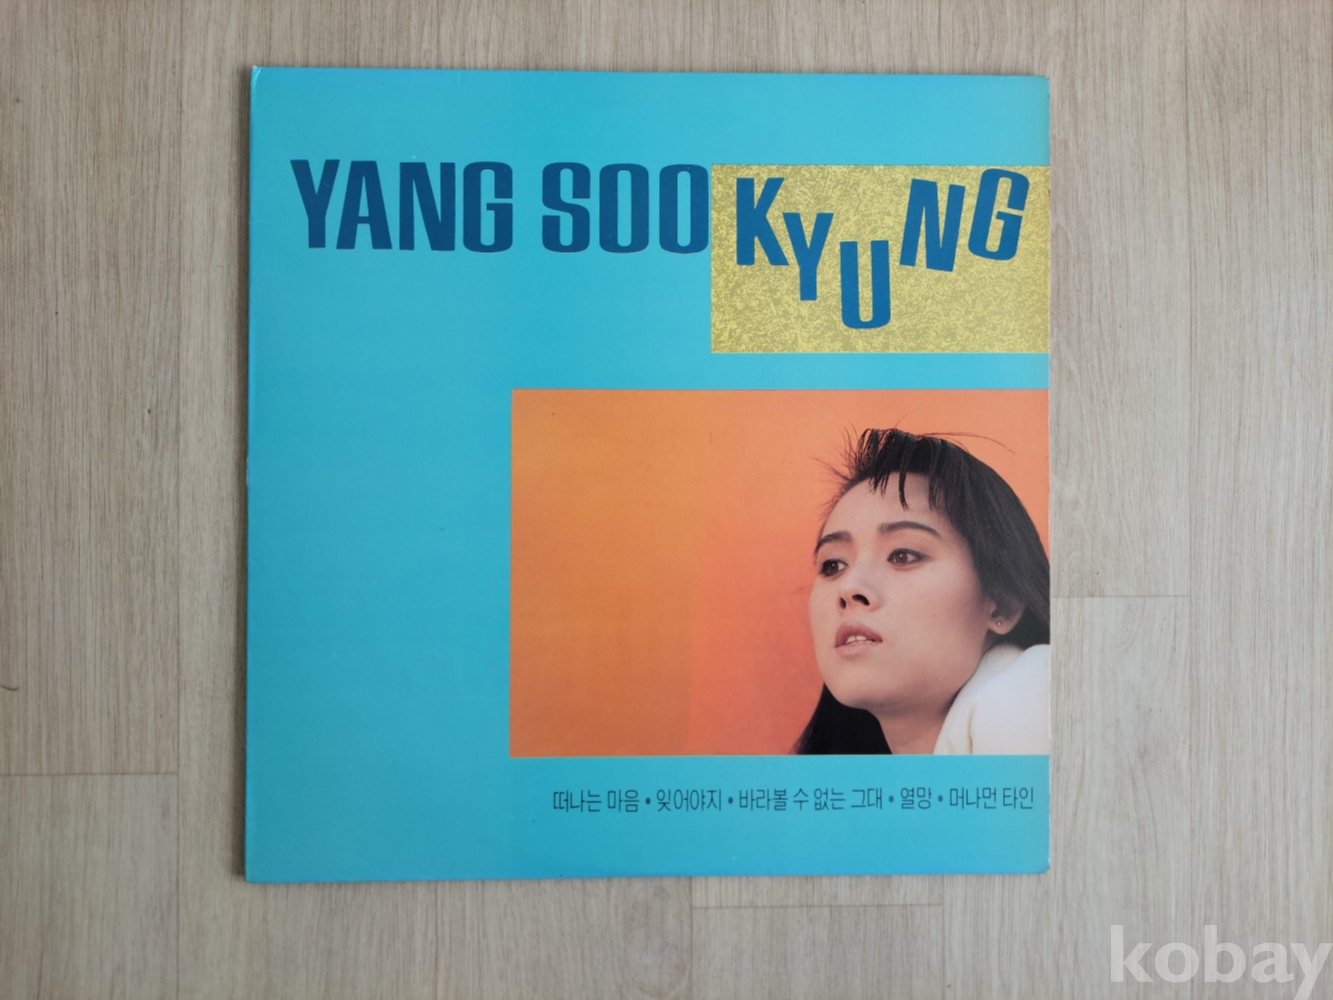 YANG SOO KYUNG
떠나는 마음 • 잊어야지 • 바라볼 수 없는 그대 • 열망 • 머나먼 타인
kobay